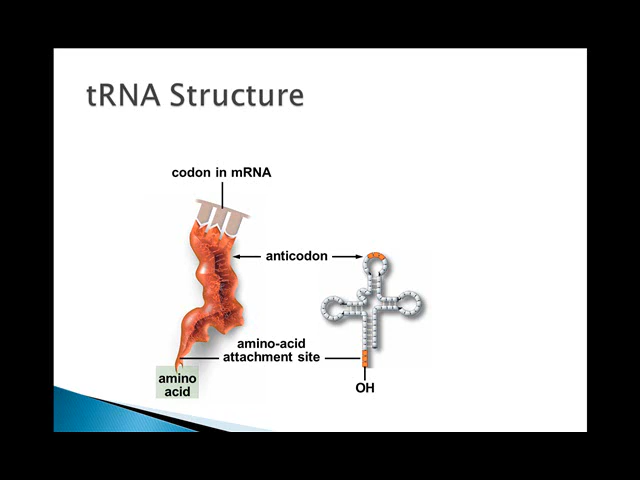 tRNA Structure
codon in mRNA
anticodon
amino-acid
attachment site
amino
acid
OH